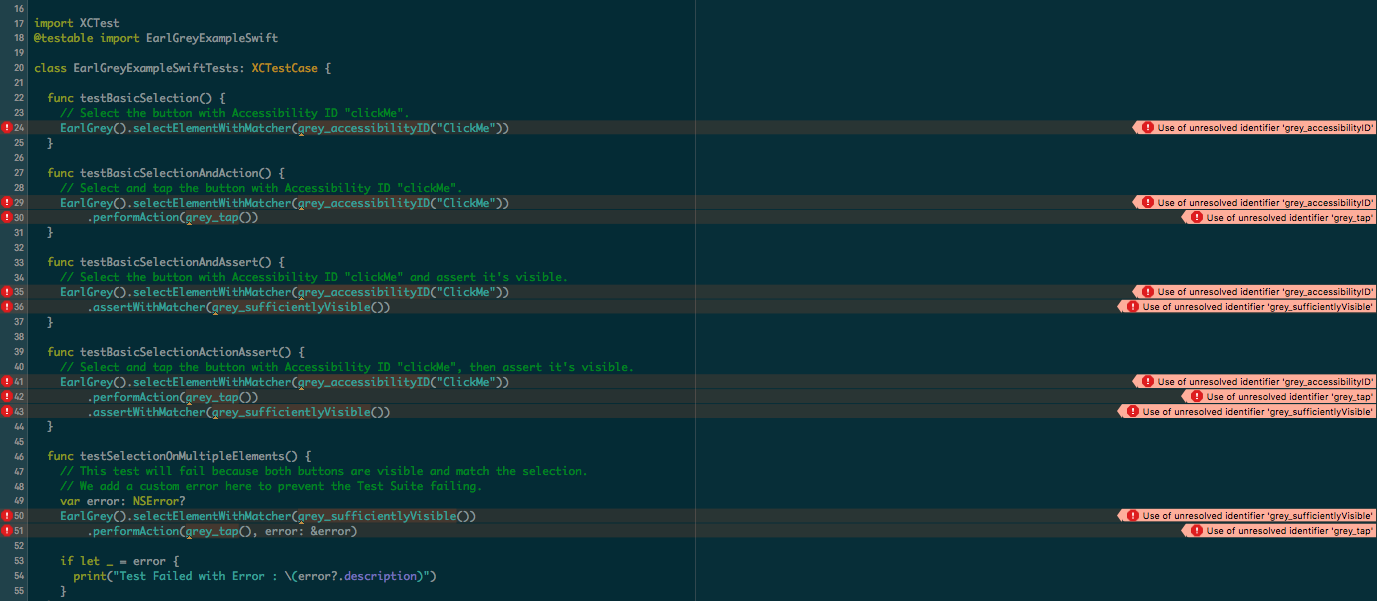 16
17 import XCTest
18 @testable import EarlGreyExampleSwift
19
20 class EarlGreyExampleSwiftTests: XCTestCase {
21
22 func testBasicSelection() {
23 // Select the button with Accessibility ID "clickMe".
24 EarlGrey().selectElementWithMatcher(grey_accessibilityID("ClickMe")) Use of unresolved identifier 'grey_accessibilityID'
25 }
26
27 func testBasicSelectionAndAction() {
28 // Select and tap the button with Accessibility ID "clickMe".
29 EarlGrey().selectElementWithMatcher(grey_accessibilityID("ClickMe")) Use of unresolved identifier 'grey_accessibilityID'
30 .performAction(grey_tap()) Use of unresolved identifier 'grey_tap'
31 }
32
33 func testBasicSelectionAndAssert() {
34 // Select the button with Accessibility ID "clickMe" and assert it's visible.
35 EarlGrey().selectElementWithMatcher(grey_accessibilityID("ClickMe")) Use of unresolved identifier 'grey_accessibilityID'
36 .assertWithMatcher(grey_sufficientlyVisible()) Use of unresolved identifier 'grey_sufficientlyVisible'
37 }
38
39 func testBasicSelectionActionAssert() {
40 // Select and tap the button with Accessibility ID "clickMe", then assert it's visible.
41 EarlGrey().selectElementWithMatcher(grey_accessibilityID("ClickMe")) Use of unresolved identifier 'grey_accessibilityID'
42 .performAction(grey_tap()) Use of unresolved identifier 'grey_tap'
43 .assertWithMatcher(grey_sufficientlyVisible()) Use of unresolved identifier 'grey_sufficientlyVisible'
44 }
45
46 func testSelectionOnMultipleElements() {
47 // This test will fail because both buttons are visible and match the selection.
48 // We add a custom error here to prevent the Test Suite failing.
49 var error: NSError?
50 EarlGrey().selectElementWithMatcher(grey_sufficientlyVisible()) Use of unresolved identifier 'grey_sufficientlyVisible'
51 .performAction(grey_tap(), error: &error) Use of unresolved identifier 'grey_tap'
52
53 if let _ = error {
54 print("Test Failed with Error : \(error?.description)")
55 }